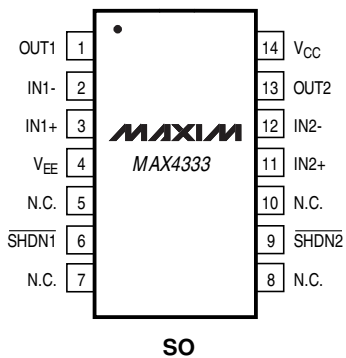 OUT1 1 14 VCC
IN1- 2 13 OUT2
IN1+ 3 MAXIM 12 IN2-
VEE 4 MAX4333 11 IN2+
N.C. 5 10 N.C.
SHDN1 6 9 SHDN2
N.C. 7 8 N.C.
SO